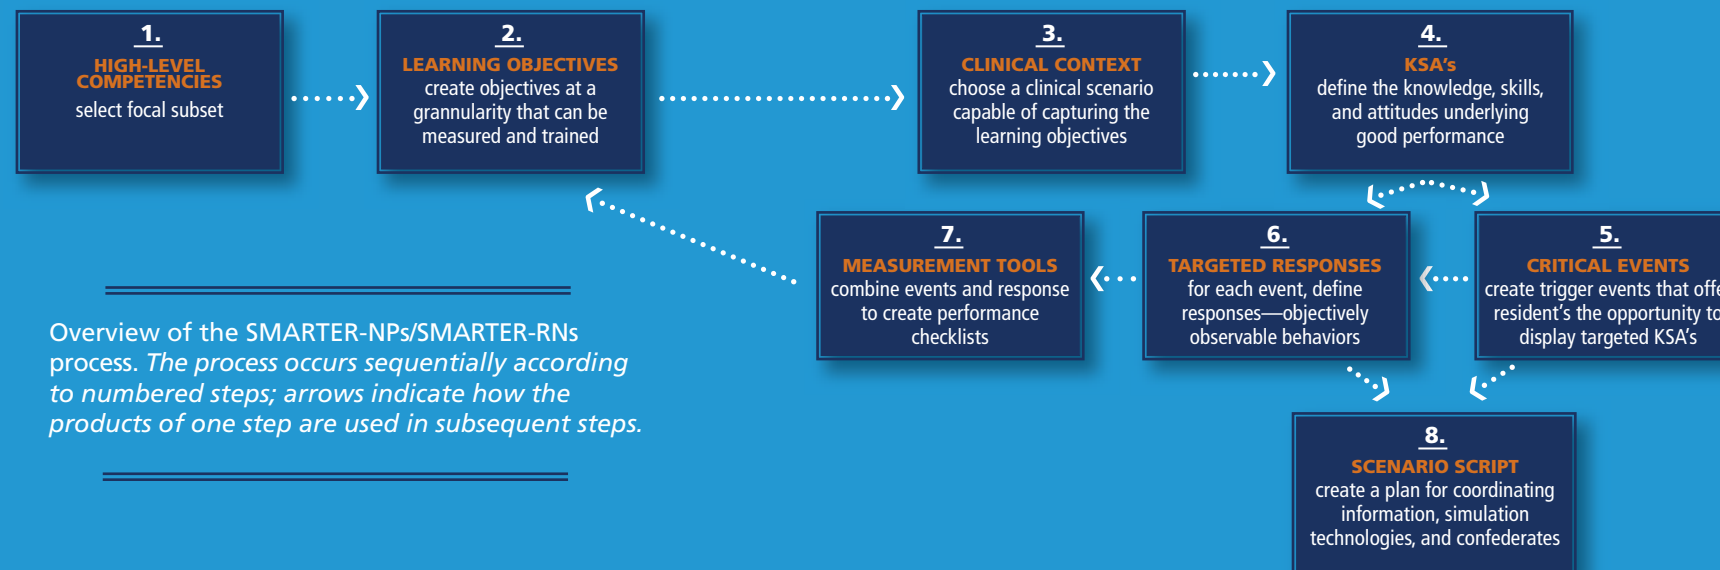 1.
HIGH-LEVEL
COMPETENCIES
select focal subset
2.
LEARNING OBJECTIVES
create objectives at a
grannularity that can be
measured and trained
3.
CLINICAL CONTEXT
choose a clinical scenario
capable of capturing the
learning objectives
4.
KSA’s
define the knowledge, skills,
and attitudes underlying
good performance
5.
CRITICAL EVENTS
create trigger events that
resident’s the opportunity to
display targeted KSA’s
6.
TARGETED RESPONSES
for each event, define
responses—objectively
observable behaviors
7.
MEASUREMENT TOOLS
combine events and response
to create performance
checklists
8.
SCENARIO SCRIPT
create a plan for coordinating
information, simulation
technologies, and confederates
Overview of the SMARTER-NPs/SMARTER-RNs
process. The process occurs sequentially according
to numbered steps; arrows indicate how the
products of one step are used in subsequent steps.